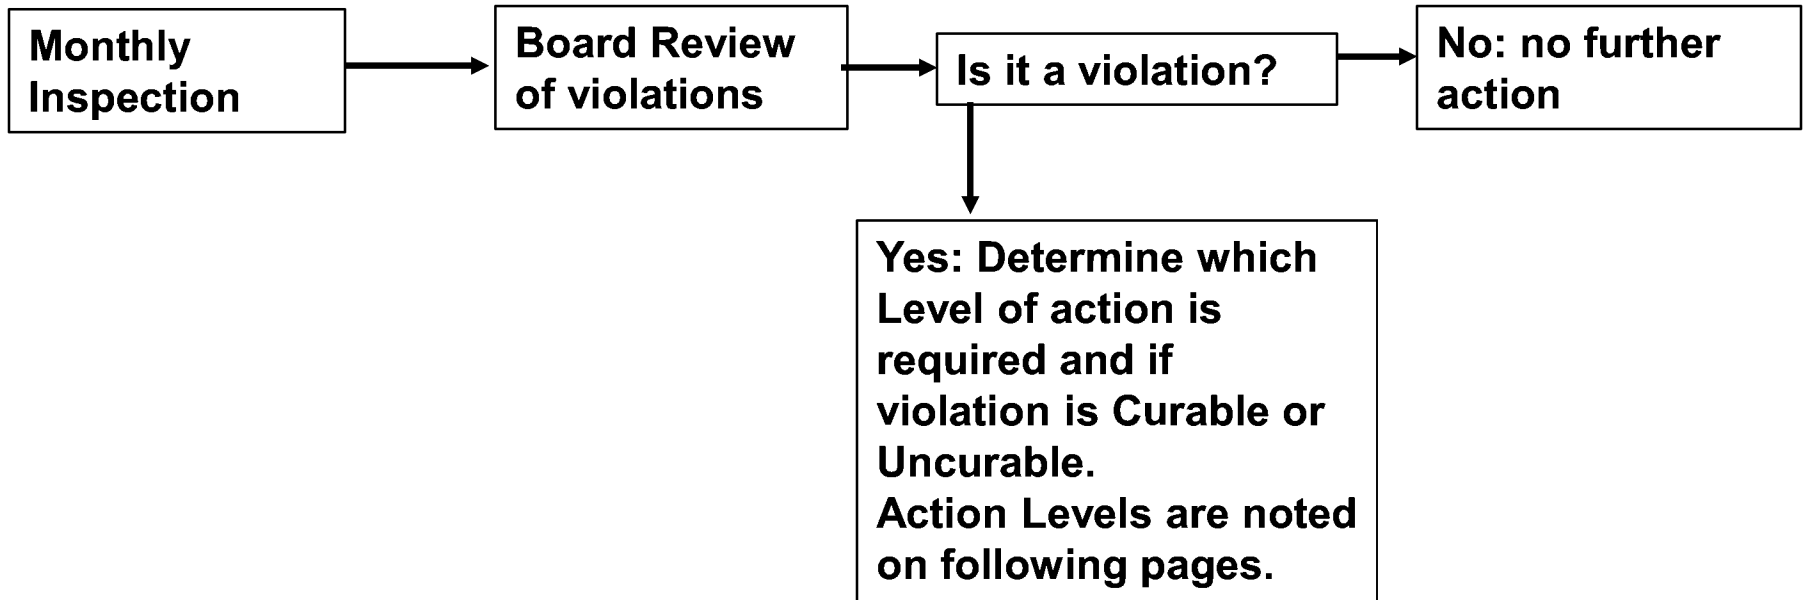 Monthly
Inspection
Board Review
of violations
Is it a violation?
No: no further
action
Yes: Determine which
Level of action is
required and if
violation is Curable or
Uncurable.
Action Levels are noted
on following pages.